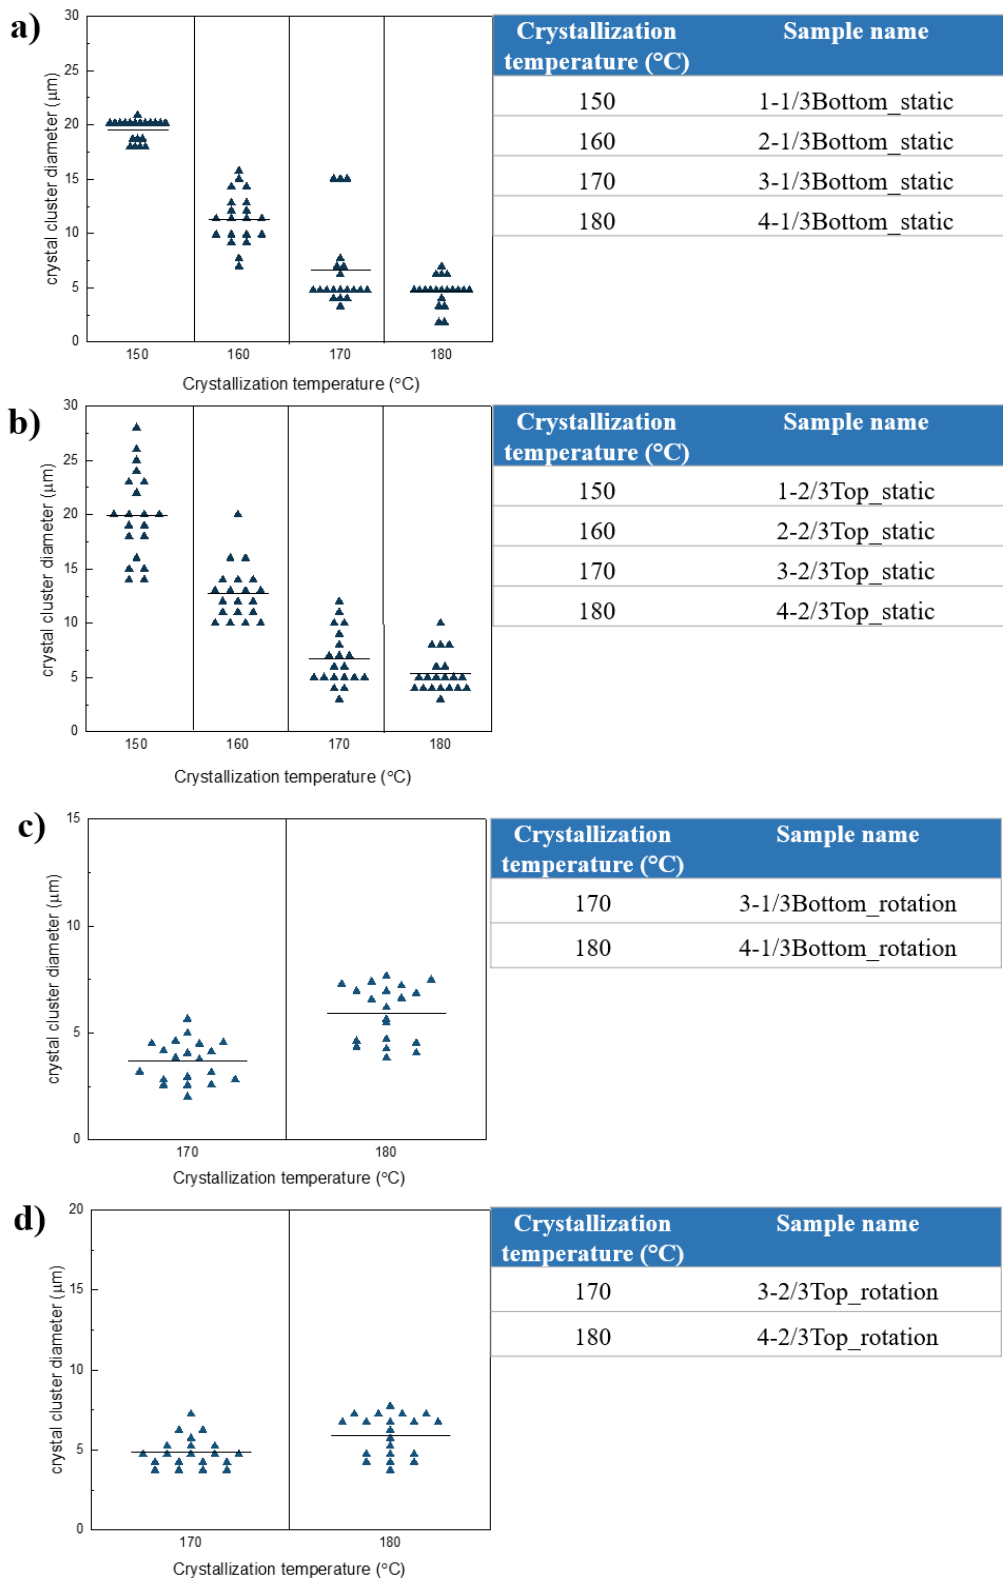 a)
30
25
20
15
10
5
0
crystal cluster diameter (μm)
150 160 170 180
Crystallization temperature (°C)
Crystallization temperature (°C) Sample name
150 1-1/3Bottom_static
160 2-1/3Bottom_static
170 3-1/3Bottom_static
180 4-1/3Bottom_static
b)
30
25
20
15
10
5
0
crystal cluster diameter (μm)
150 160 170 180
Crystallization temperature (°C)
Crystallization temperature (°C) Sample name
150 1-2/3Top_static
160 2-2/3Top_static
170 3-2/3Top_static
180 4-2/3Top_static
c)
15
10
5
0
crystal cluster diameter (μm)
170 180
Crystallization temperature (°C)
Crystallization temperature (°C) Sample name
170 3-1/3Bottom_rotation
180 4-1/3Bottom_rotation
d)
20
15
10
5
0
crystal cluster diameter (μm)
170 180
Crystallization temperature (°C)
Crystallization temperature (°C) Sample name
170 3-2/3Top_rotation
180 4-2/3Top_rotation